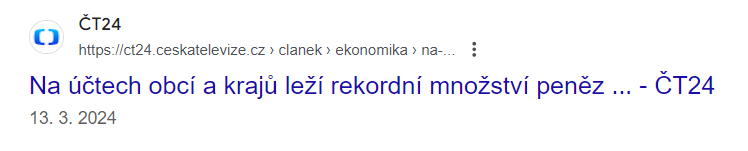 ČT24
https://ct24.ceskatelevize.cz › clanek › ekonomika › na-...
Na účtech obcí a krajů leží rekordní množství peněz ... - ČT24
13. 3. 2024